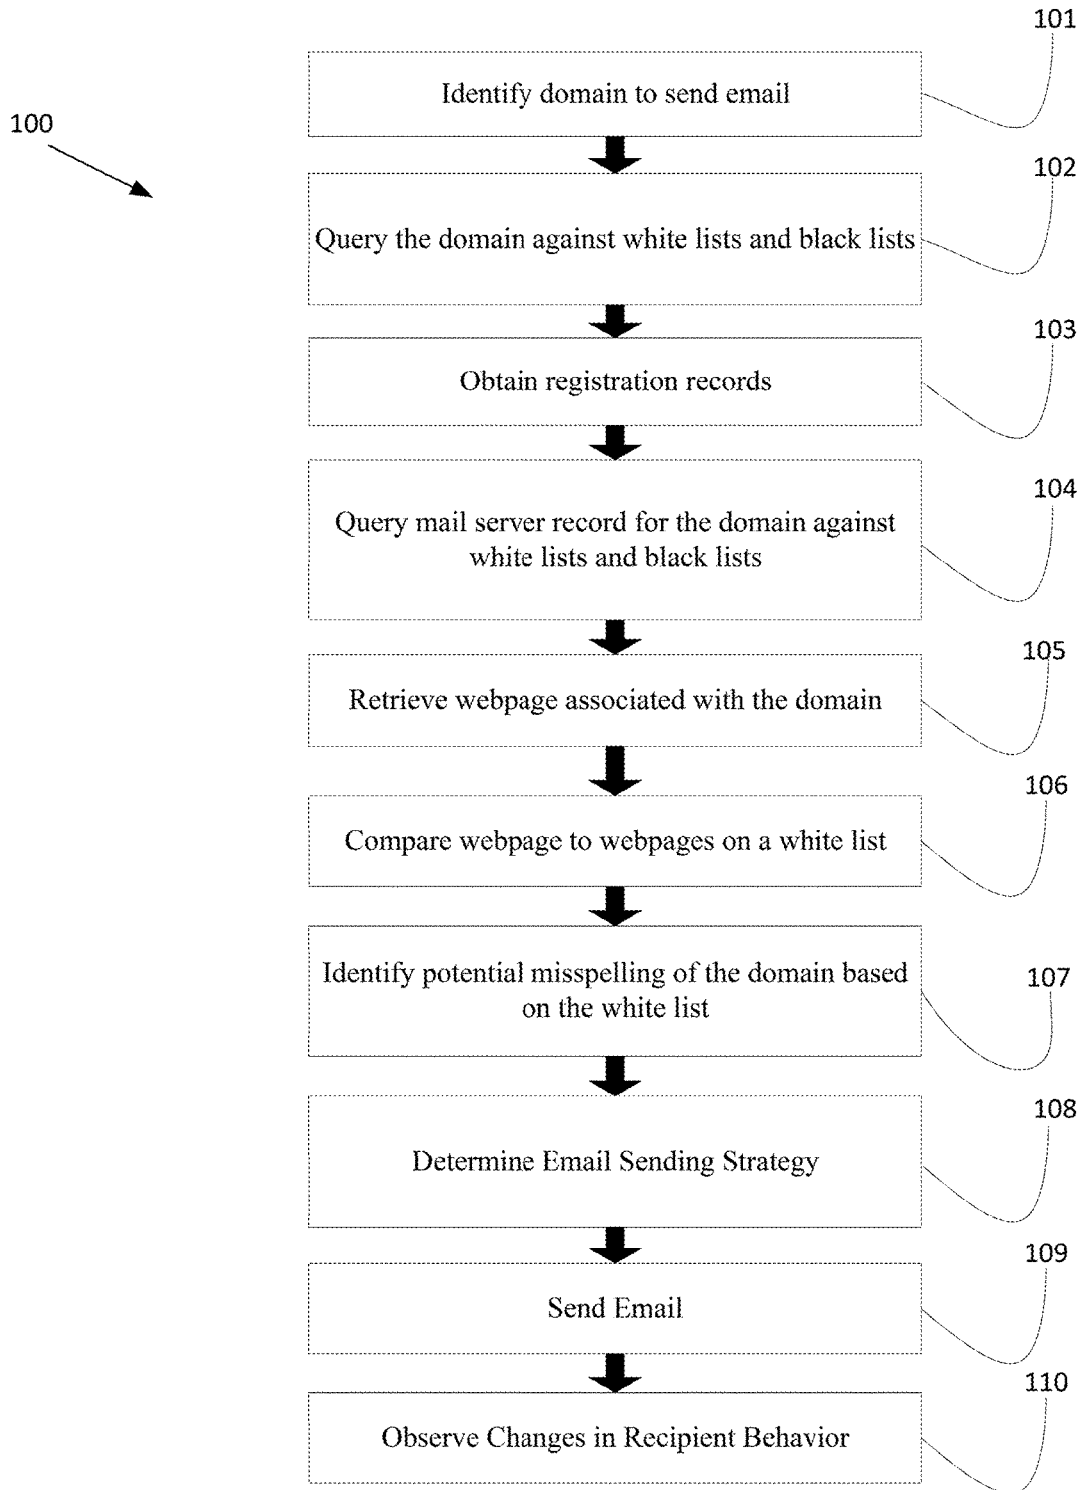 101
Identify domain to send email
100
102
Query the domain against white lists and black lists
103
Obtain registration records
104
Query mail server record for the domain against
white lists and black lists
105
Retrieve webpage associated with the domain
106
Compare webpage to webpages on a white list
107
Identify potential misspelling of the domain based
on the white list
108
Determine Email Sending Strategy
109
Send Email
110
Observe Changes in Recipient Behavior